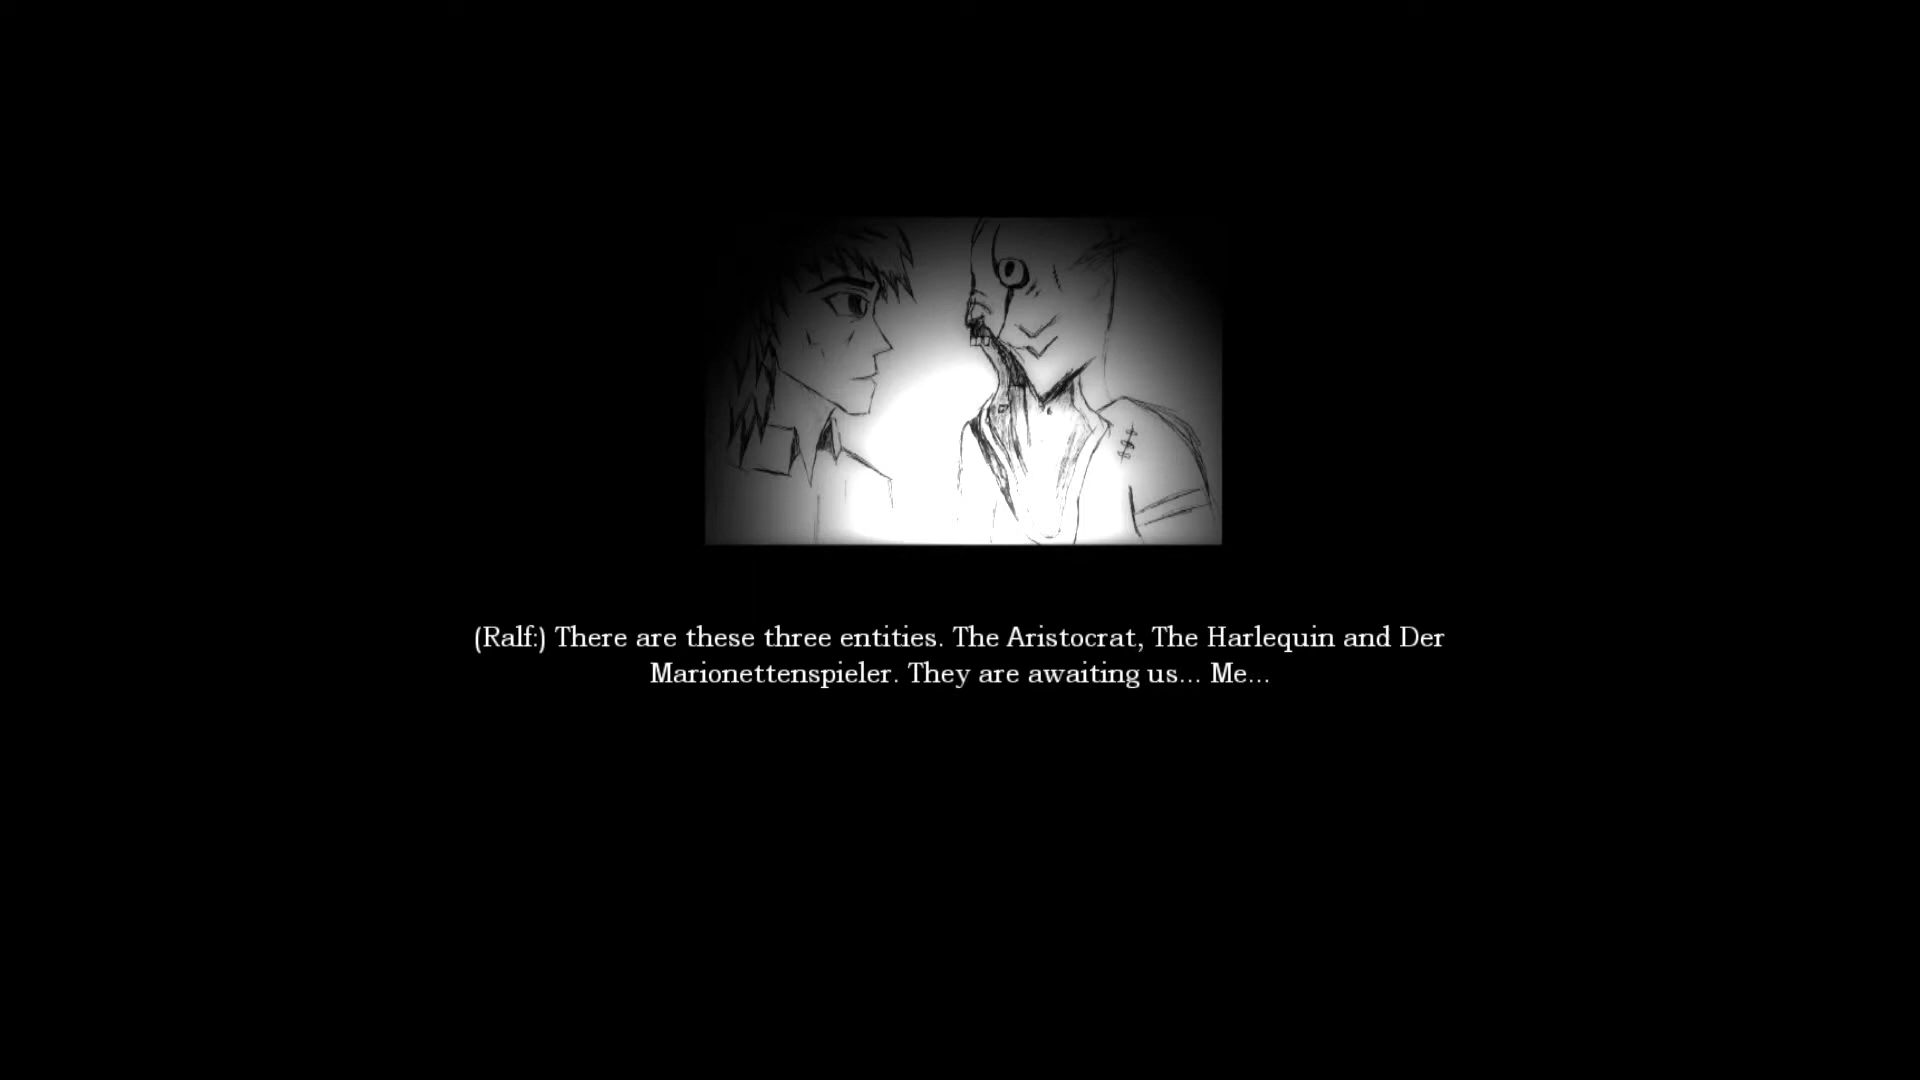 (Ralf:) There are these three entities. The Aristocrat, The Harlequin and Der
Marionettenspieler. They are awaiting us... Me...